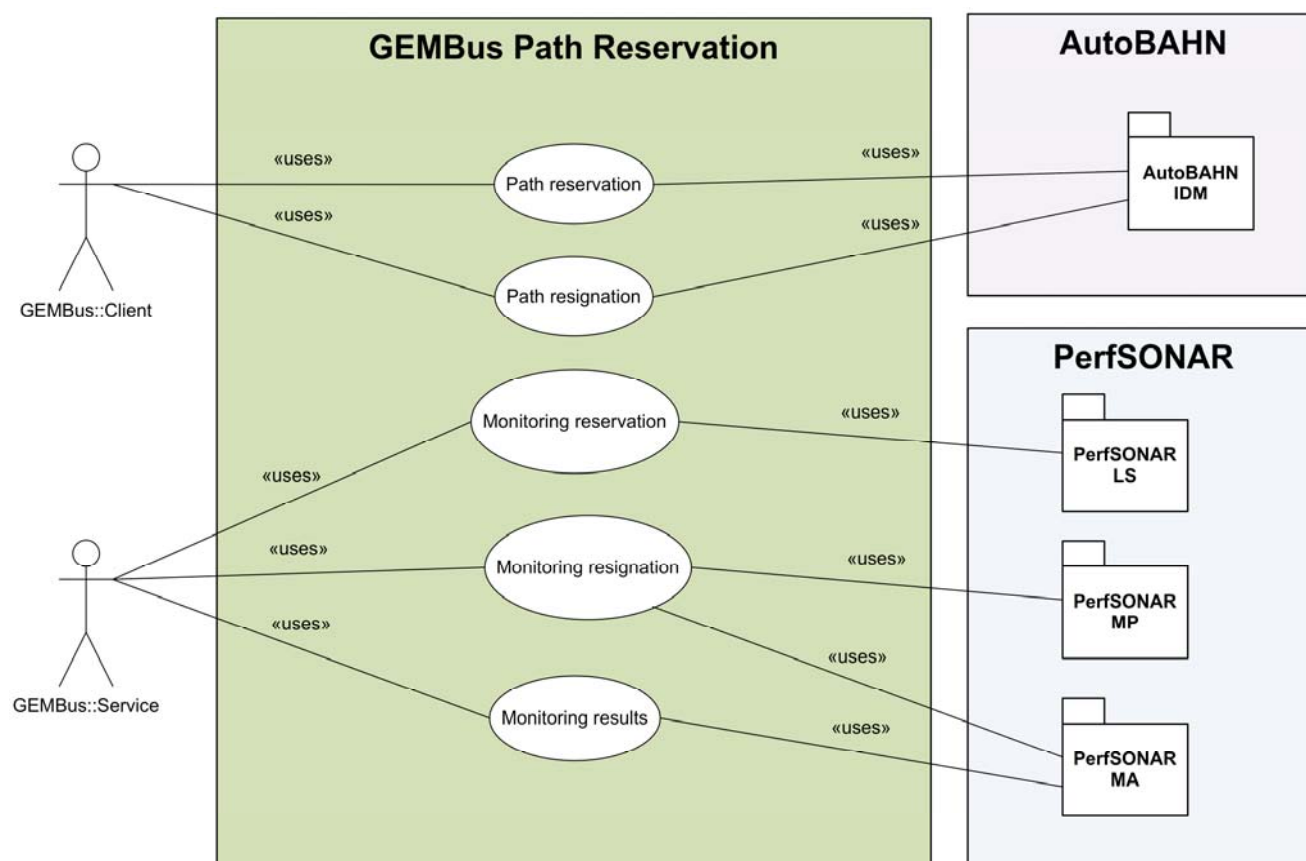 GEMBus Path Reservation
AutoBAHN
«uses»
«uses»
Path reservation
AutoBAHN
IDM
«uses»
«uses»
Path resignation
GEMBus::Client
PerfSONAR
Monitoring reservation
«uses»
PerfSONAR
LS
«uses»
«uses»
Monitoring resignation
«uses»
PerfSONAR
MP
«uses»
«uses»
GEMBus::Service
Monitoring results
«uses»
PerfSONAR
MA